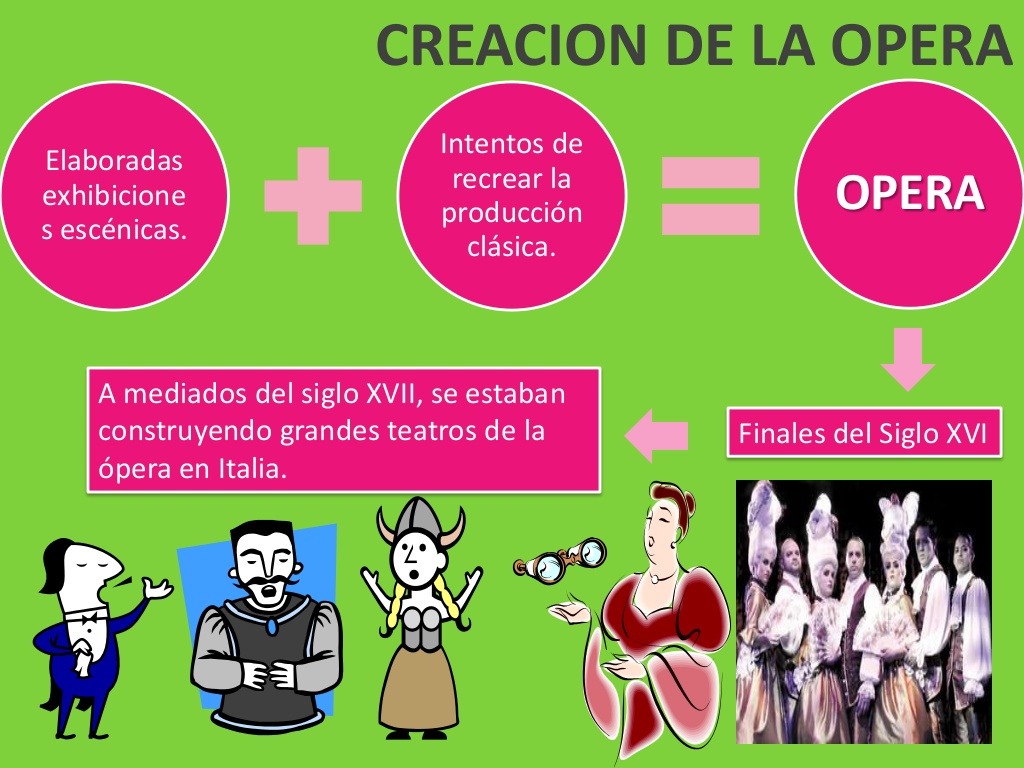 CREACION DE LA OPERA
Elaboradas
exhibicione
s escénicas.
Intentos de
recrear la
producción
clásica.
OPERA
Finales del Siglo XVI
A mediados del siglo XVII, se estaban
construyendo grandes teatros de la
ópera en Italia.